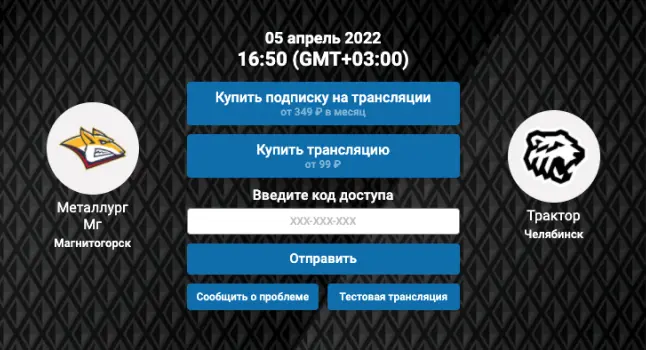 05 апрель 2022
16:50 (GMT+03:00)
Купить подписку на трансляции
от 349 ₽ в месяц
Купить трансляцию
от 99 ₽
Введите код доступа
XXX-XXX-XXX
Отправить
Сообщить о проблеме
Тестовая трансляция
Металлург
Мг
Магнитогорск
Трактор
Челябинск